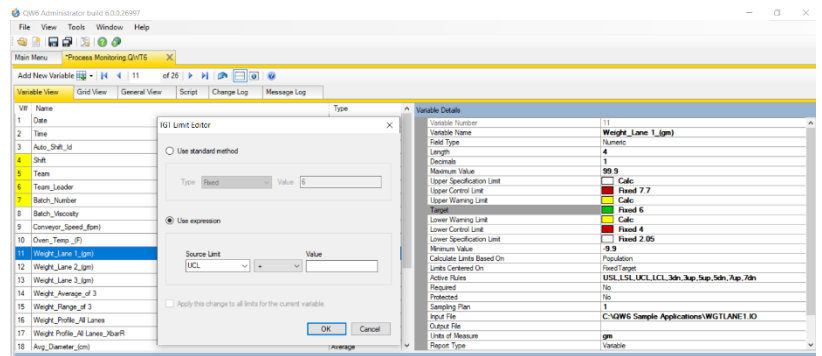 QW6 Administrator build 6.0.0.26997
File View Tools Window Help
Main Menu *Process Monitoring.QWT6
Add New Variable 11 of 26
Variable View Grid View General View Script Change Log Message Log
V# Name Type
1 Date
2 Time
3 Auto_Shift_Id
4 Shift
5 Team
6 Team_Leader
7 Batch_Number
8 Batch_Viscosity
9 Conveyor_Speed_(fpm)
10 Oven_Temp._(F)
11 Weight_Lane 1_(gm)
12 Weight_Lane 2_(gm)
13 Weight_Lane 3_(gm)
14 Weight_Average_of 3
15 Weight_Range_of 3
16 Weight_Profile_All Lanes
17 Weight Profile_All Lanes_XbarR
18 Avg_Diameter_(cm) Average
TGT Limit Editor
Use standard method
Type Fixed Value 6
Use expression
Source Limit Value
UCL +
Apply this change to all limits for the current variable.
OK Cancel
Variable Details
Variable Number 11
Variable Name Weight_Lane 1_(gm)
Field Type Numeric
Length 4
Decimals 1
Maximum Value 99.9
Upper Specification Limit Calc
Upper Control Limit Fixed 7.7
Upper Warning Limit Calc
Target Fixed 6
Lower Warning Limit Calc
Lower Control Limit Fixed 4
Lower Specification Limit Fixed 2.05
Minimum Value -9.9
Calculate Limits Based On Population
Limits Centered On Fixed Target
Active Rules USL,LSL,UCL,LCL,3dn,3up,5up,5dn,7up,7dn
Required No
Protected No
Sampling Plan 1
Input File C:\QW6 Sample Applications\WGTLANE1.IO
Output File
Units of Measure gm
Report Type Variable